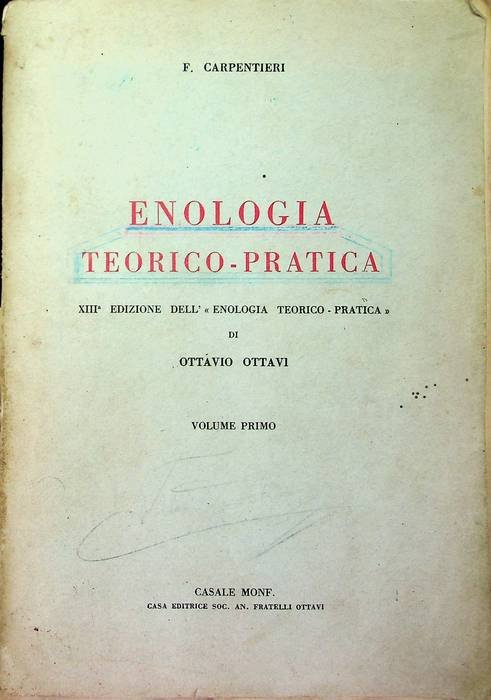 F. CARPENTIERI
ENOLOGIA
TEORICO-PRATICA
XIIIª EDIZIONE DELL' « ENOLOGIA TEORICO - PRATICA »
DI
OTTAVIO OTTAVI
VOLUME PRIMO
CASALE MONF.
CASA EDITRICE SOC. AN. FRATELLI OTTAVI